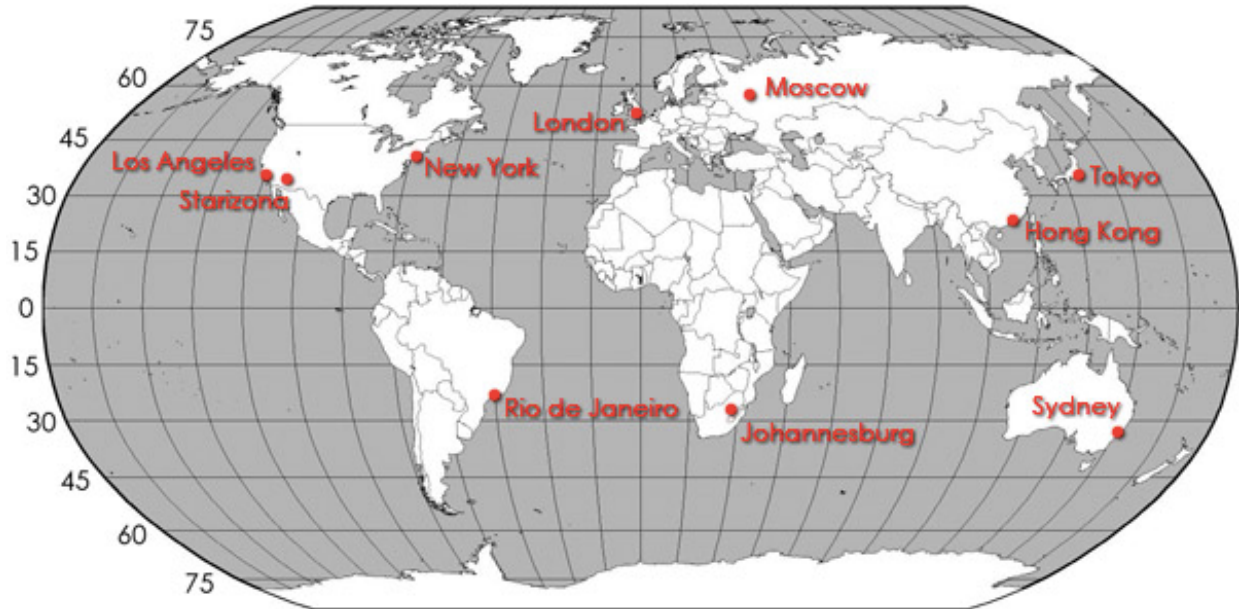 75
60
Moscow
London
45
Los Angeles
New York
Tokyo
30
Starizona
Hong Kong
15
0
15
Rio de Janeiro
Sydney
30
Johannesburg
45
60
75